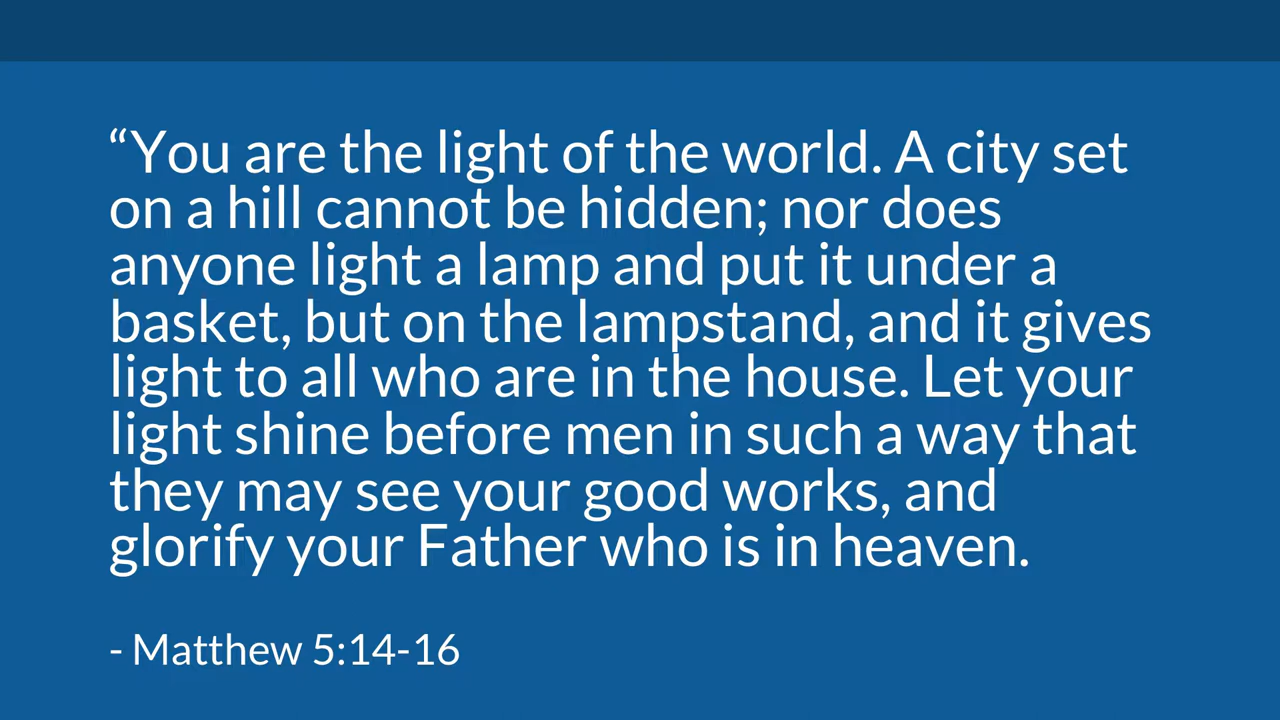 “You are the light of the world. A city set
on a hill cannot be hidden; nor does
anyone light a lamp and put it under a
basket, but on the lampstand, and it gives
light to all who are in the house. Let your
light shine before men in such a way that
they may see your good works, and
glorify your Father who is in heaven.
- Matthew 5:14-16